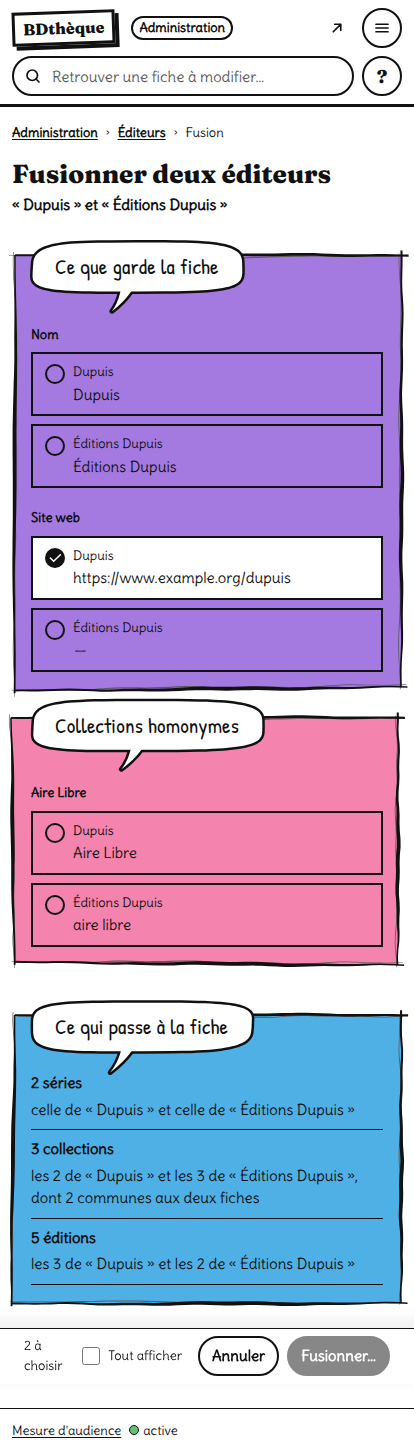 BDthèque
Administration
Retrouver une fiche à modifier...
?
Administration › Éditeurs › Fusion
Fusionner deux éditeurs
« Dupuis » et « Éditions Dupuis »
Ce que garde la fiche
Nom
Dupuis
Dupuis
Éditions Dupuis
Éditions Dupuis
Site web
Dupuis
https://www.example.org/dupuis
Éditions Dupuis
—
Collections homonymes
Aire Libre
Dupuis
Aire Libre
Éditions Dupuis
aire libre
Ce qui passe à la fiche
2 séries
celle de « Dupuis » et celle de « Éditions Dupuis »
3 collections
les 2 de « Dupuis » et les 3 de « Éditions Dupuis »,
dont 2 communes aux deux fiches
5 éditions
les 3 de « Dupuis » et les 2 de « Éditions Dupuis »
2 à
choisir
Tout afficher
Annuler
Fusionner...
Mesure d'audience active